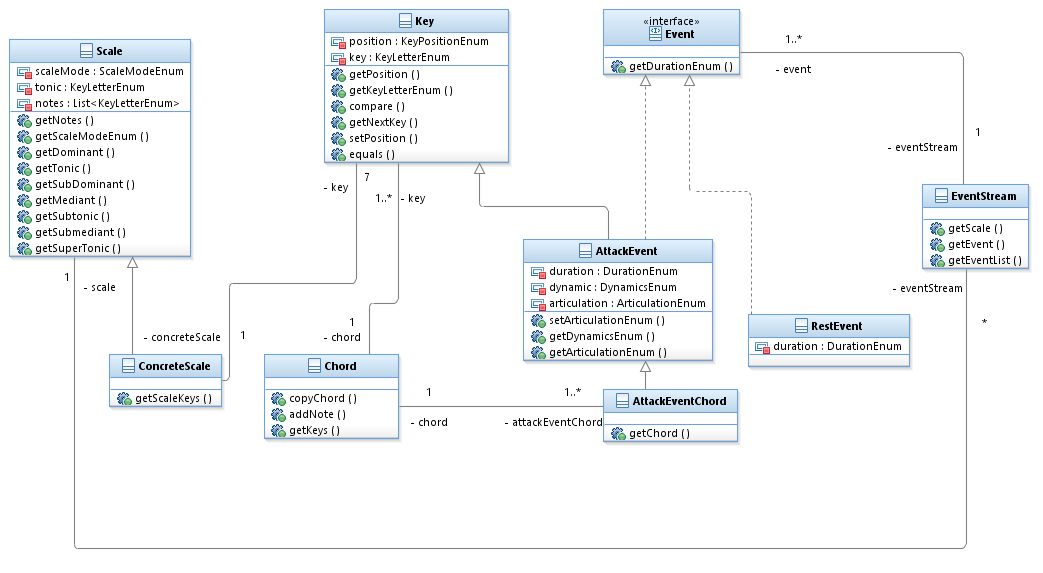 Scale
scaleMode : ScaleModeEnum
tonic : KeyLetterEnum
notes : List<KeyLetterEnum>
getNotes ( )
getScaleModeEnum ( )
getDominant ( )
getTonic ( )
getSubDominant ( )
getMediant ( )
getSubtonic ( )
getSubmediant ( )
getSuperTonic ( )
Key
position : KeyPositionEnum
key : KeyLetterEnum
getPosition ( )
getKeyLetterEnum ( )
compare ( )
getNextKey ( )
setPosition ( )
equals ( )
«interface»
Event
getDurationEnum ( )
1..*
- event
1
- eventStream
EventStream
getScale ( )
getEvent ( )
getEventList ( )
- eventStream
*
- key
7
1..*
- key
AttackEvent
duration : DurationEnum
dynamic : DynamicsEnum
articulation : ArticulationEnum
setArticulationEnum ( )
getDynamicsEnum ( )
getArticulationEnum ( )
RestEvent
duration : DurationEnum
1
- scale
- concreteScale
1
1
- chord
ConcreteScale
getScaleKeys ( )
Chord
copyChord ( )
addNote ( )
getKeys ( )
1
- chord
1..*
- attackEventChord
AttackEventChord
getChord ( )